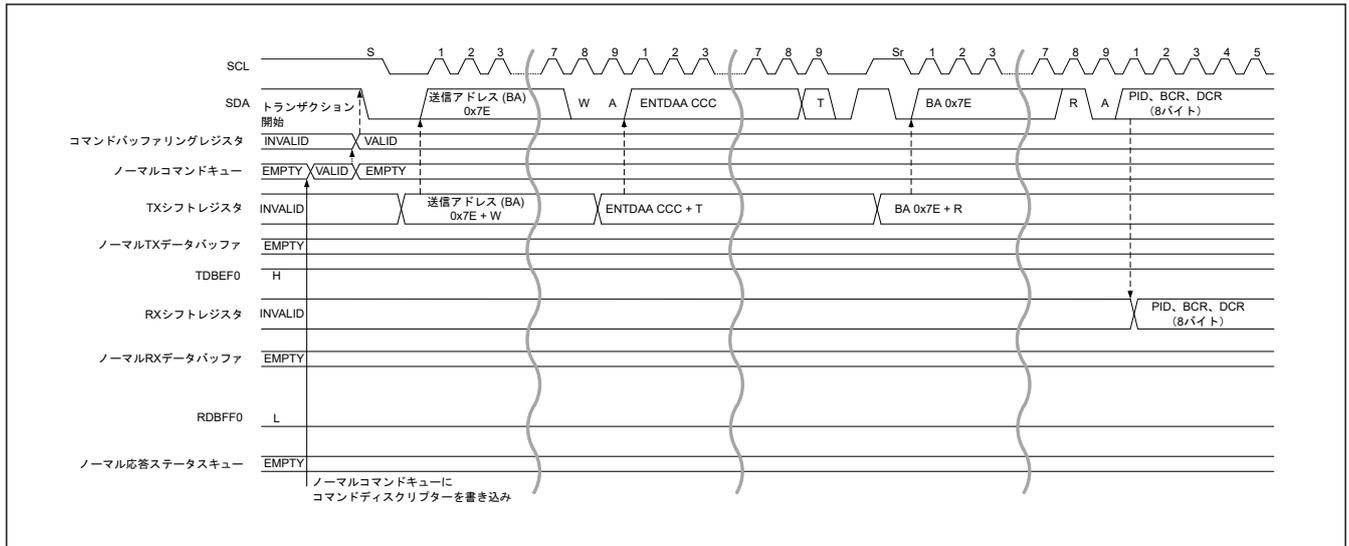 S 1 2 3 7 8 9 1 2 3 7 8 9 Sr 1 2 3 7 8 9 1 2 3 4 5
SCL
SDA
トランザクション
開始
送信アドレス (BA)
0x7E
W A
ENTDAA CCC
T
BA 0x7E
R A
PID、BCR、DCR
(8バイト)
コマンドバッファリングレジスタ INVALID VALID
ノーマルコマンドキュー EMPTY VALID EMPTY
TXシフトレジスタ INVALID
送信アドレス (BA)
0x7E + W
ENTDAA CCC + T
BA 0x7E + R
ノーマルTXデータバッファ EMPTY
TDBEF0 H
RXシフトレジスタ INVALID
PID、BCR、DCR
(8バイト)
ノーマルRXデータバッファ EMPTY
RDBFF0 L
ノーマル応答ステータスキュー EMPTY
ノーマルコマンドキューに
コマンドディスクリプターを書き込み